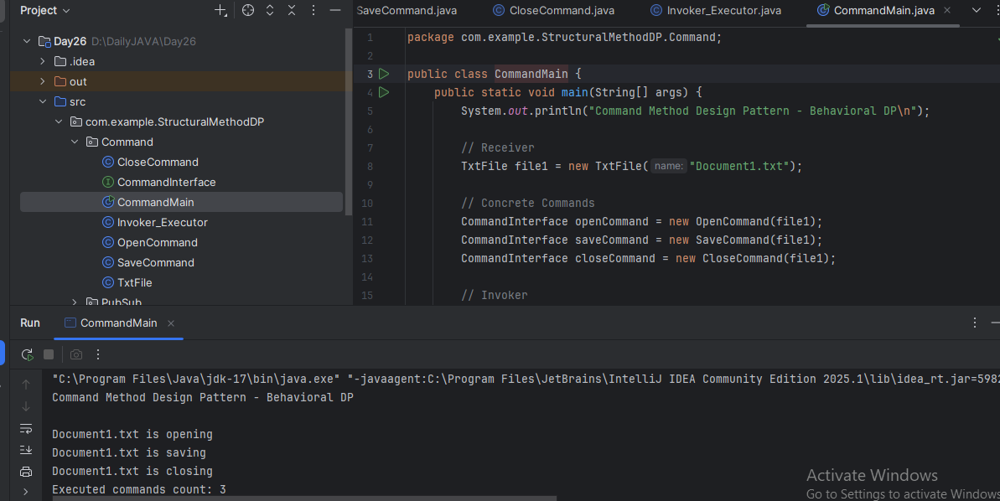 Project
Day26 D:\DailyJAVA\Day26
.idea
out
src
com.example.StructuralMethodDP
Command
CloseCommand
CommandInterface
CommandMain
Invoker_Executor
OpenCommand
SaveCommand
TxtFile
PubSub
SaveCommand.java CloseCommand.java Invoker_Executor.java CommandMain.java
1 package com.example.StructuralMethodDP.Command;
2
3 public class CommandMain {
4 public static void main(String[] args) {
5 System.out.println("Command Method Design Pattern - Behavioral DP\n");
6
7 // Receiver
8 TxtFile file1 = new TxtFile( name: "Document1.txt");
9
10 // Concrete Commands
11 CommandInterface openCommand = new OpenCommand(file1);
12 CommandInterface saveCommand = new SaveCommand(file1);
13 CommandInterface closeCommand = new CloseCommand(file1);
14
15 // Invoker
Run CommandMain
"C:\Program Files\Java\jdk-17\bin\java.exe" "-javaagent:C:\Program Files\JetBrains\IntelliJ IDEA Community Edition 2025.1\lib\idea_rt.jar=5982
Command Method Design Pattern - Behavioral DP
Document1.txt is opening
Document1.txt is saving
Document1.txt is closing
Executed commands count: 3
Activate Windows
Go to Settings to activate Windows